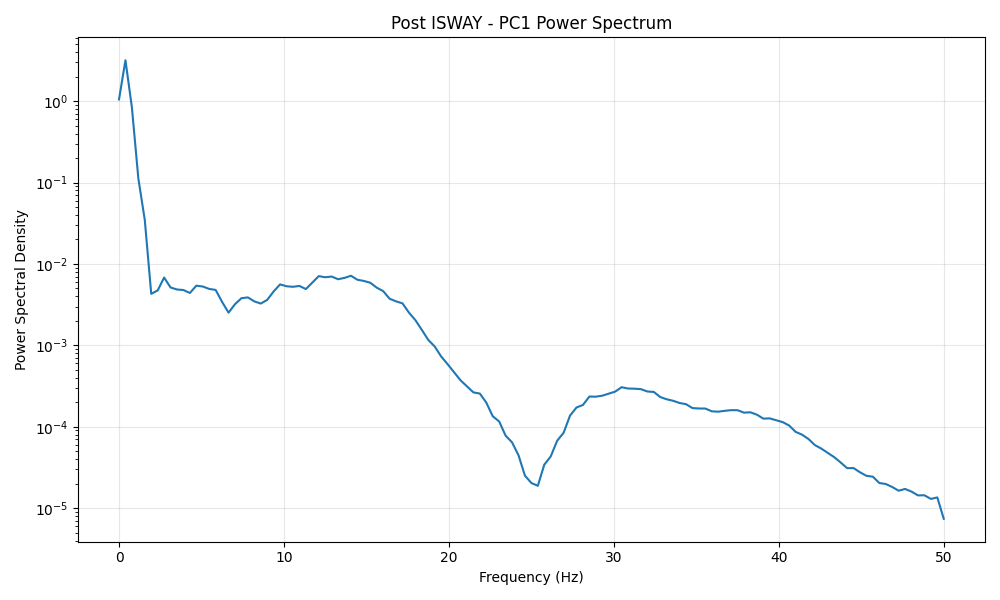 Post ISWAY - PC1 Power Spectrum
Power Spectral Density
10⁰
10⁻¹
10⁻²
10⁻³
10⁻⁴
10⁻⁵
0 10 20 30 40 50
Frequency (Hz)